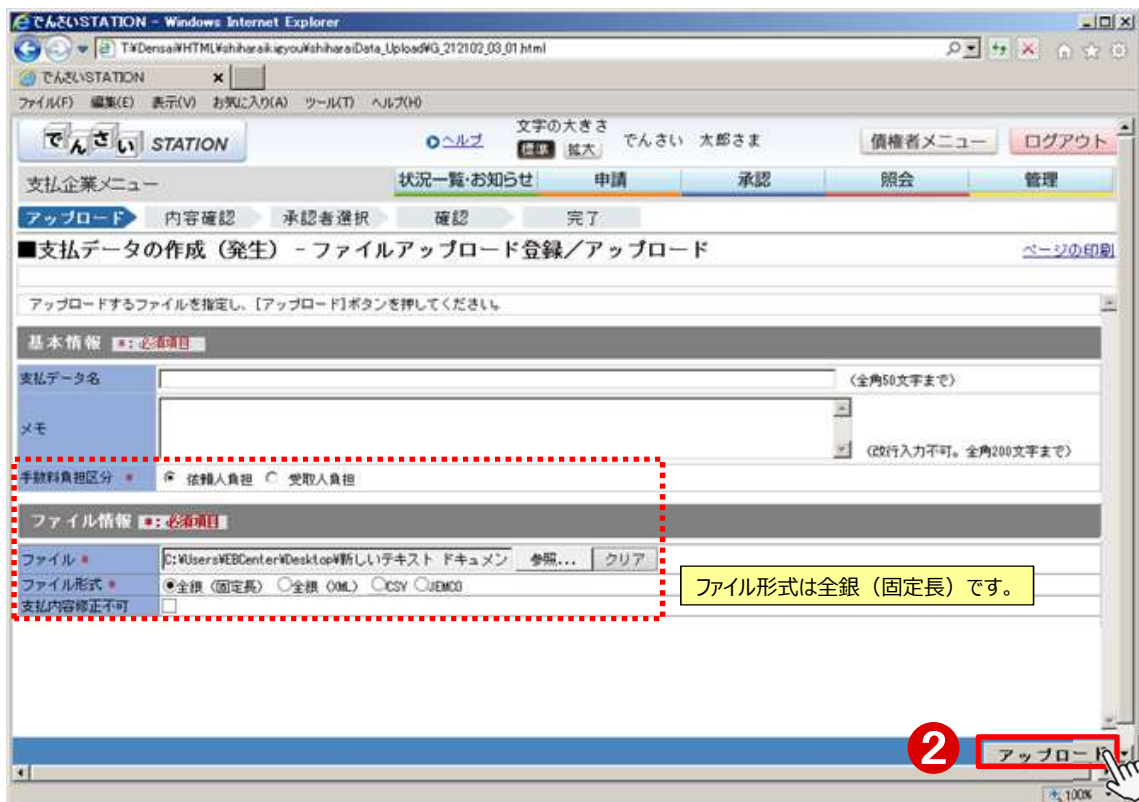 でんさいSTATION - Windows Internet Explorer
T:¥Densai¥HTML¥shiharaikigyou¥shiharaiData_Upload¥G_212102_03_01.html
でんさいSTATION
ファイル(F) 編集(E) 表示(V) お気に入り(A) ツール(T) ヘルプ(H)
でんさい STATION
ヘルプ
文字の大きさ
標準 拡大
でんさい 太郎さま
債権者メニュー
ログアウト
支払企業メニュー
状況一覧・お知らせ 申請 承認 照会 管理
アップロード 内容確認 承認者選択 確認 完了
■支払データの作成（発生） - ファイルアップロード登録／アップロード
ページの印刷
アップロードするファイルを指定し、[アップロード]ボタンを押してください。
基本情報 *：必須項目
支払データ名 (全角50文字まで)
メモ (改行入力不可。全角200文字まで)
手数料負担区分 * 依頼人負担 受取人負担
ファイル情報 *：必須項目
ファイル * C:¥Users¥EBCenter¥Desktop¥新しいテキスト ドキュメン 参照... クリア
ファイル形式 * 全銀（固定長） 全銀（XML） CSV JEMCO
支払内容修正不可
ファイル形式は全銀（固定長）です。
2
アップロード
100%